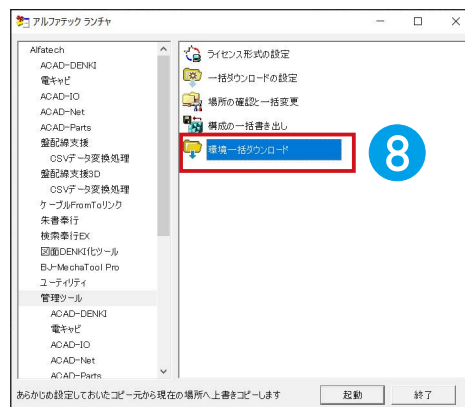 アルファテック ランチャ
Alfatech
ACAD-DENKI
電キャビ
ACAD-IO
ACAD-Net
ACAD-Parts
盤配線支援
CSVデータ変換処理
盤配線支援3D
CSVデータ変換処理
ケーブルFromToリンク
朱書奉行
検索奉行EX
図面DENKI化ツール
BJ-MechaTool Pro
ユーティリティ
管理ツール
ACAD-DENKI
電キャビ
ACAD-IO
ACAD-Net
ACAD-Parts
ライセンス形式の設定
一括ダウンロードの設定
場所の確認と一括変更
構成の一括書き出し
環境一括ダウンロード
8
あらかじめ設定しておいたコピー元から現在の場所へ上書きコピーします
起動
終了